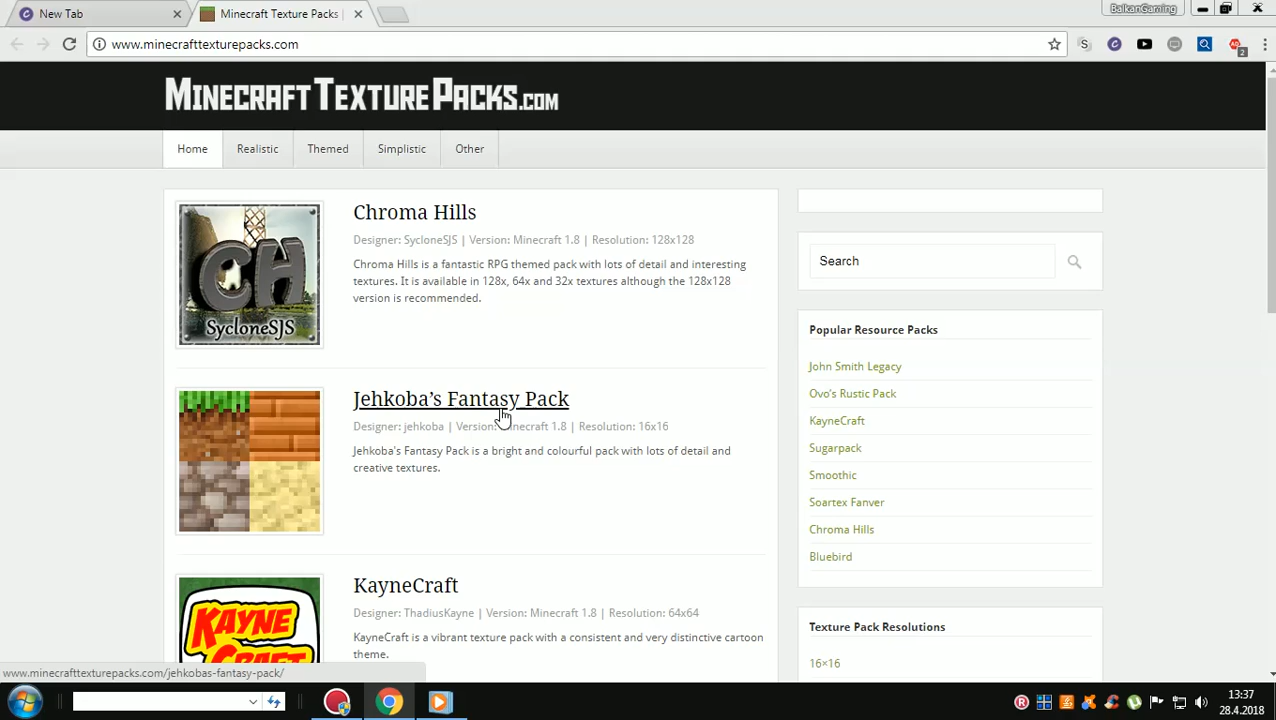 New Tab
Minecraft Texture Packs |
BalkanGaming
www.minecrafttexturepacks.com
S
2
MINECRAFTTEXTUREPACKS.COM
Home
Realistic
Themed
Simplistic
Other
CH
SycloneSJS
Chroma Hills
Designer: SycloneSJS | Version: Minecraft 1.8 | Resolution: 128x128
Chroma Hills is a fantastic RPG themed pack with lots of detail and interesting
textures. It is available in 128x, 64x and 32x textures although the 128x128
version is recommended.
Jehkoba's Fantasy Pack
Designer: jehkoba | Version: Minecraft 1.8 | Resolution: 16x16
Jehkoba's Fantasy Pack is a bright and colourful pack with lots of detail and
creative textures.
KAYNE
CRAFT
KayneCraft
Designer: ThadiusKayne | Version: Minecraft 1.8 | Resolution: 64x64
KayneCraft is a vibrant texture pack with a consistent and very distinctive cartoon
theme.
Search
Popular Resource Packs
John Smith Legacy
Ovo's Rustic Pack
KayneCraft
Sugarpack
Smoothic
Soartex Fanver
Chroma Hills
Bluebird
Texture Pack Resolutions
16×16
www.minecrafttexturepacks.com/jehkobas-fantasy-pack/
13:37
28.4.2018